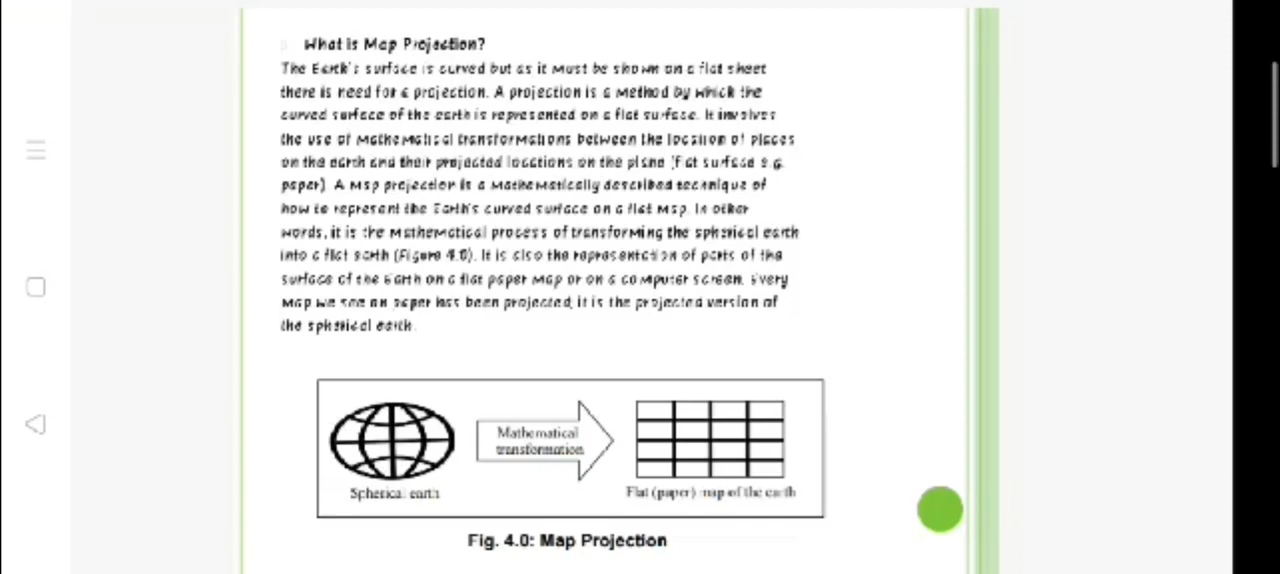 What is Map Projection?
The Earth's surface is curved but as it must be shown on a flat sheet
there is need for a projection. A projection is a method by which the
curved surface of the earth is represented on a flat surface. It involves
the use of mathematical transformations between the location of places
on the earth and their projected locations on the plane (flat surface e.g.
paper). A map projection is a mathematically described technique of
how to represent the Earth's curved surface on a flat map. In other
words, it is the mathematical process of transforming the spherical earth
into a flat earth (Figure 4.0). It is also the representation of parts of the
surface of the Earth on a flat paper map or on a computer screen. Every
map we see on paper has been projected, it is the projected version of
the spherical earth.
Mathematical
transformation
Spherical earth
Flat (paper) map of the earth
Fig. 4.0: Map Projection